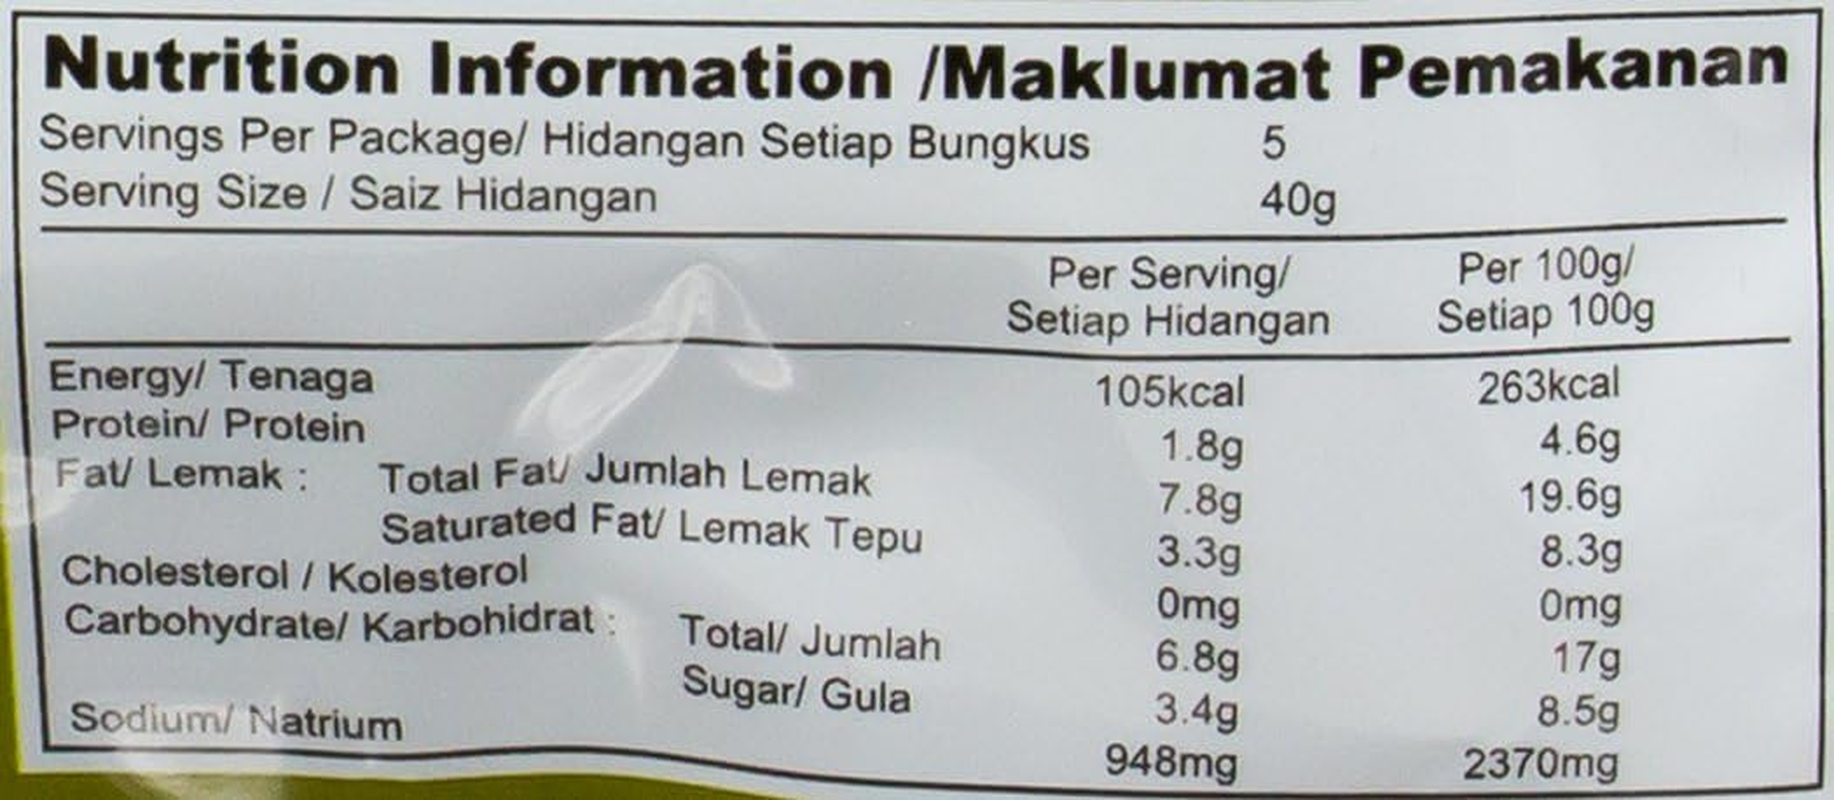 Nutrition Information /Maklumat Pemakanan
Servings Per Package/ Hidangan Setiap Bungkus 5
Serving Size / Saiz Hidangan 40g
Per Serving/ Per 100g/
Setiap Hidangan Setiap 100g
Energy/ Tenaga 105kcal 263kcal
Protein/ Protein 1.8g 4.6g
Fat/ Lemak : Total Fat/ Jumlah Lemak 7.8g 19.6g
Saturated Fat/ Lemak Tepu 3.3g 8.3g
Cholesterol / Kolesterol 0mg 0mg
Carbohydrate/ Karbohidrat : Total/ Jumlah 6.8g 17g
Sugar/ Gula 3.4g 8.5g
Sodium/ Natrium 948mg 2370mg